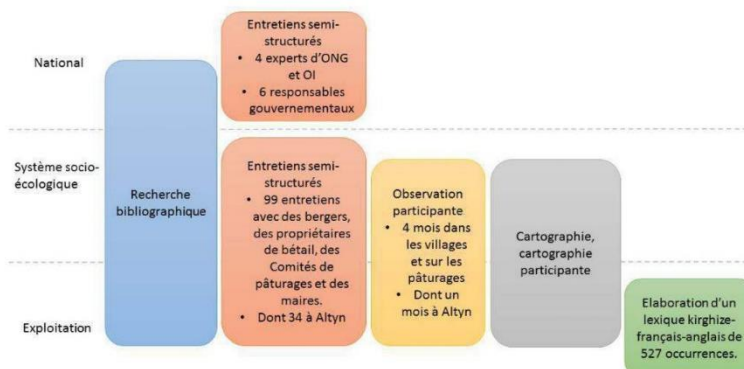 National
Système socio-
écologique
Exploitation
Recherche
bibliographique
Entretiens semi-
structurés
• 4 experts d'ONG
et OI
• 6 responsables
gouvernementaux
Entretiens semi-
structurés
• 99 entretiens
avec des bergers,
des propriétaires
de bétail, des
Comités de
pâturages et des
maires.
• Dont 34 à Altyn
Observation
participante
• 4 mois dans
les villages
et sur les
pâturages
• Dont un
mois à Altyn
Cartographie,
cartographie
participante
Elaboration d'un
lexique kirghize-
français-anglais de
527 occurrences.